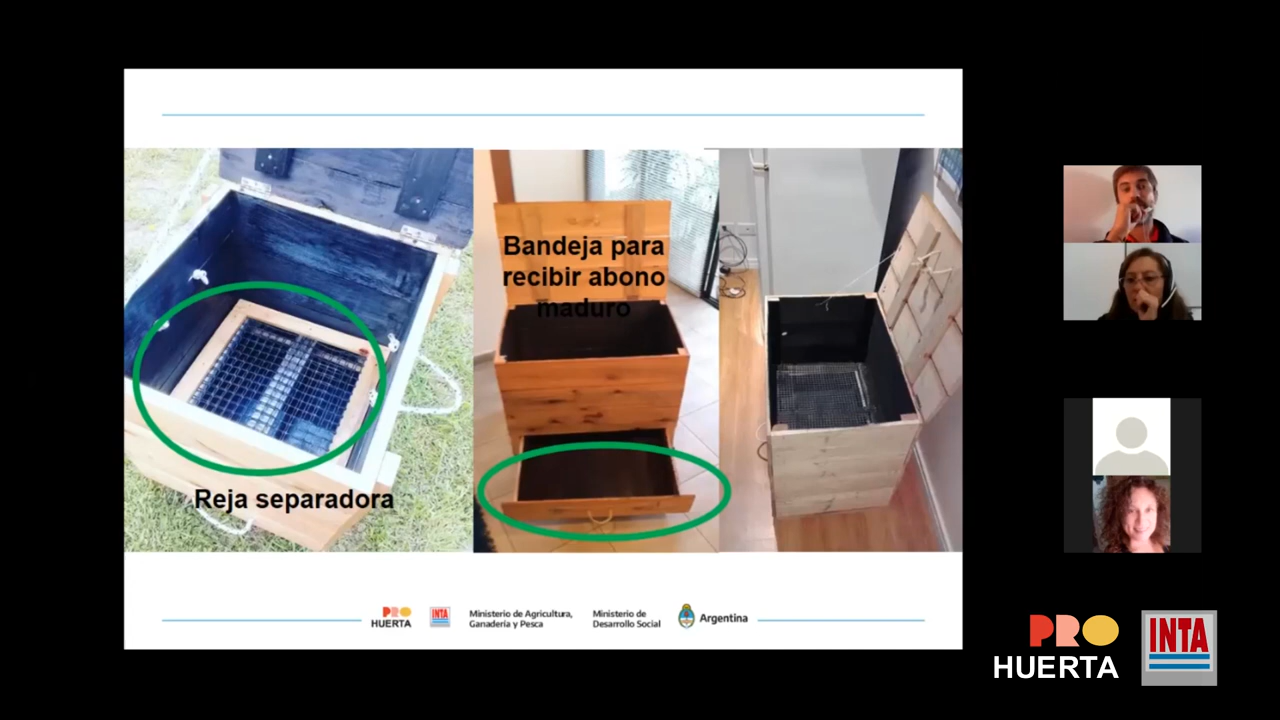 Bandeja para
recibir abono
maduro
Reja separadora
PRO
HUERTA
INTA
Ministerio de Agricultura,
Ganadería y Pesca
Ministerio de
Desarrollo Social
Argentina
PRO
HUERTA
INTA